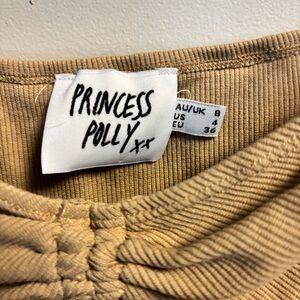 PRINCESS
POLLY xx
AU/UK 8
US 4
EU 36